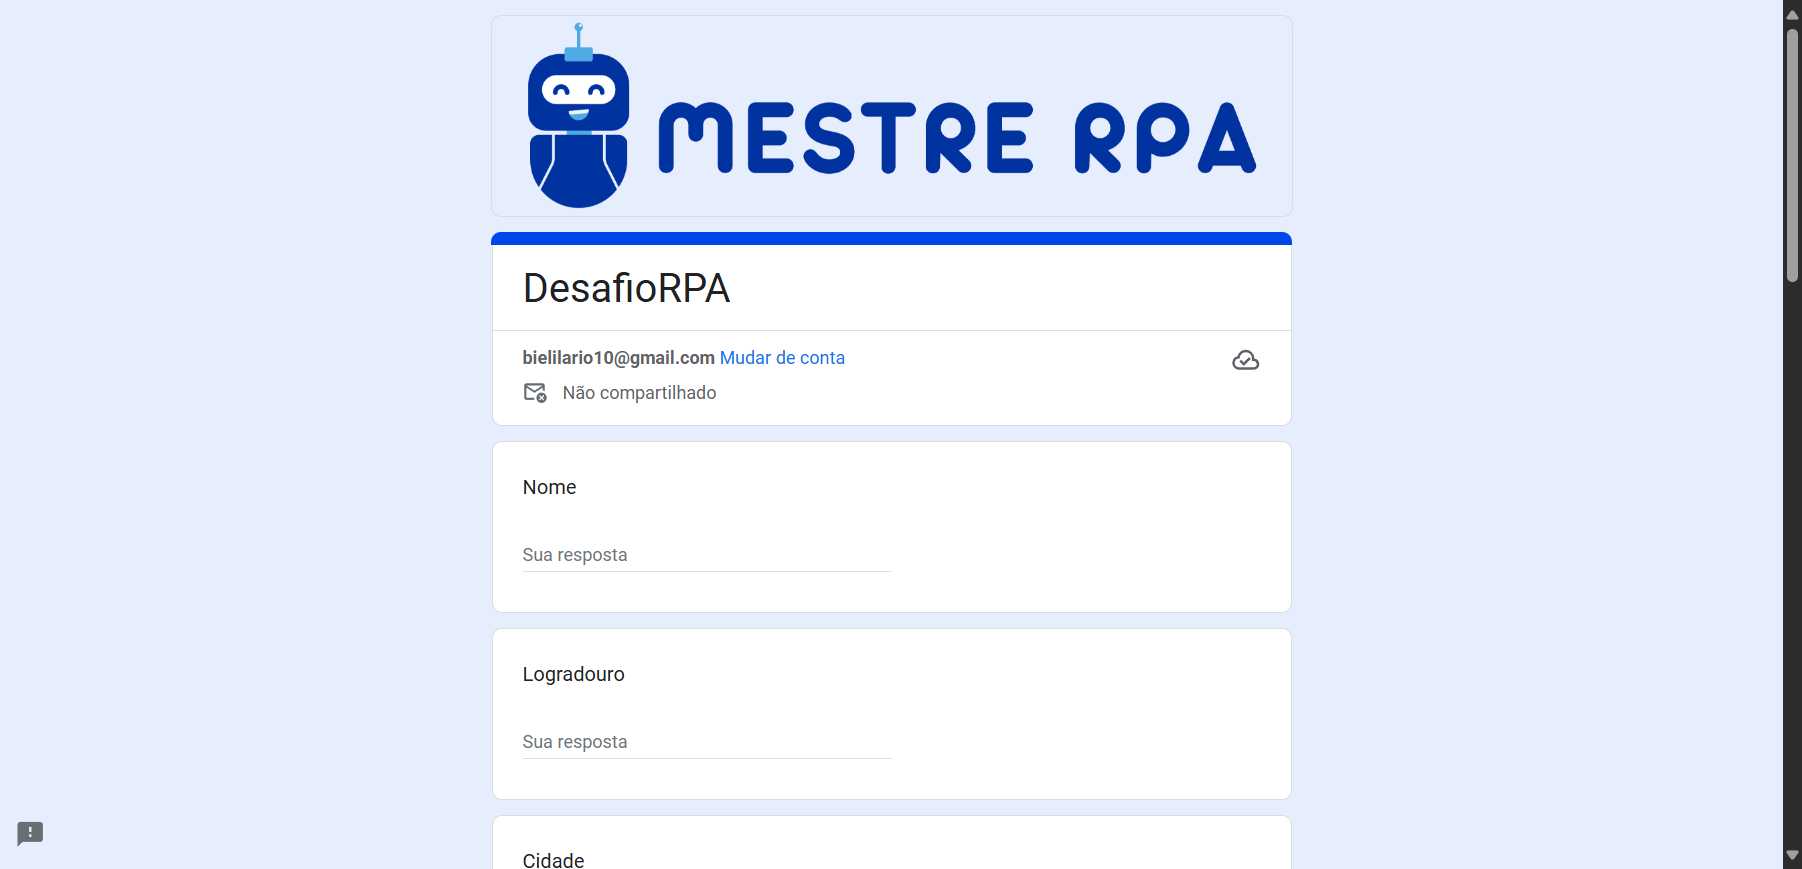 MESTRE RPA
DesafioRPA
bielilario10@gmail.com Mudar de conta
Não compartilhado
Nome
Sua resposta
Logradouro
Sua resposta
Cidade